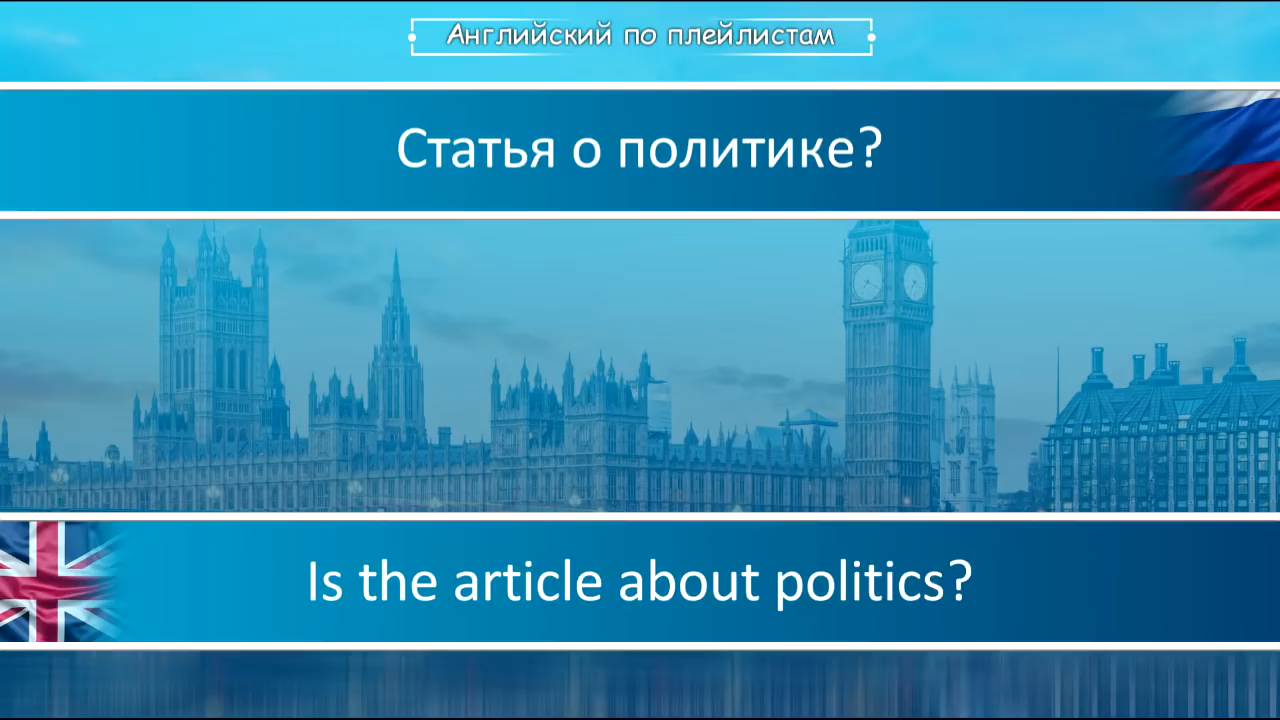 Английский по плейлистам
Статья о политике?
Is the article about politics?